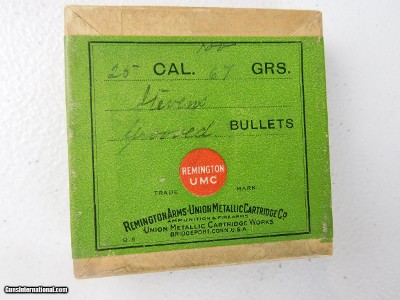 100
25 CAL. 67 GRS.
Stevens
Grooved BULLETS
REMINGTON
UMC
TRADE MARK
REMINGTON ARMS-UNION METALLIC CARTRIDGE CO
AMMUNITION & FIREARMS
UNION METALLIC CARTRIDGE WORKS.
BRIDGEPORT, CONN. U.S.A.
GunsInternational.com